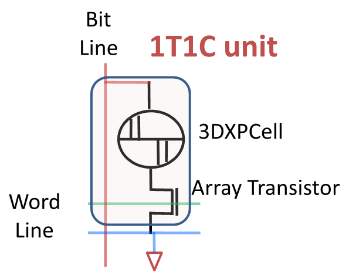 Bit
Line
1T1C unit
3DXPCell
Array Transistor
Word
Line